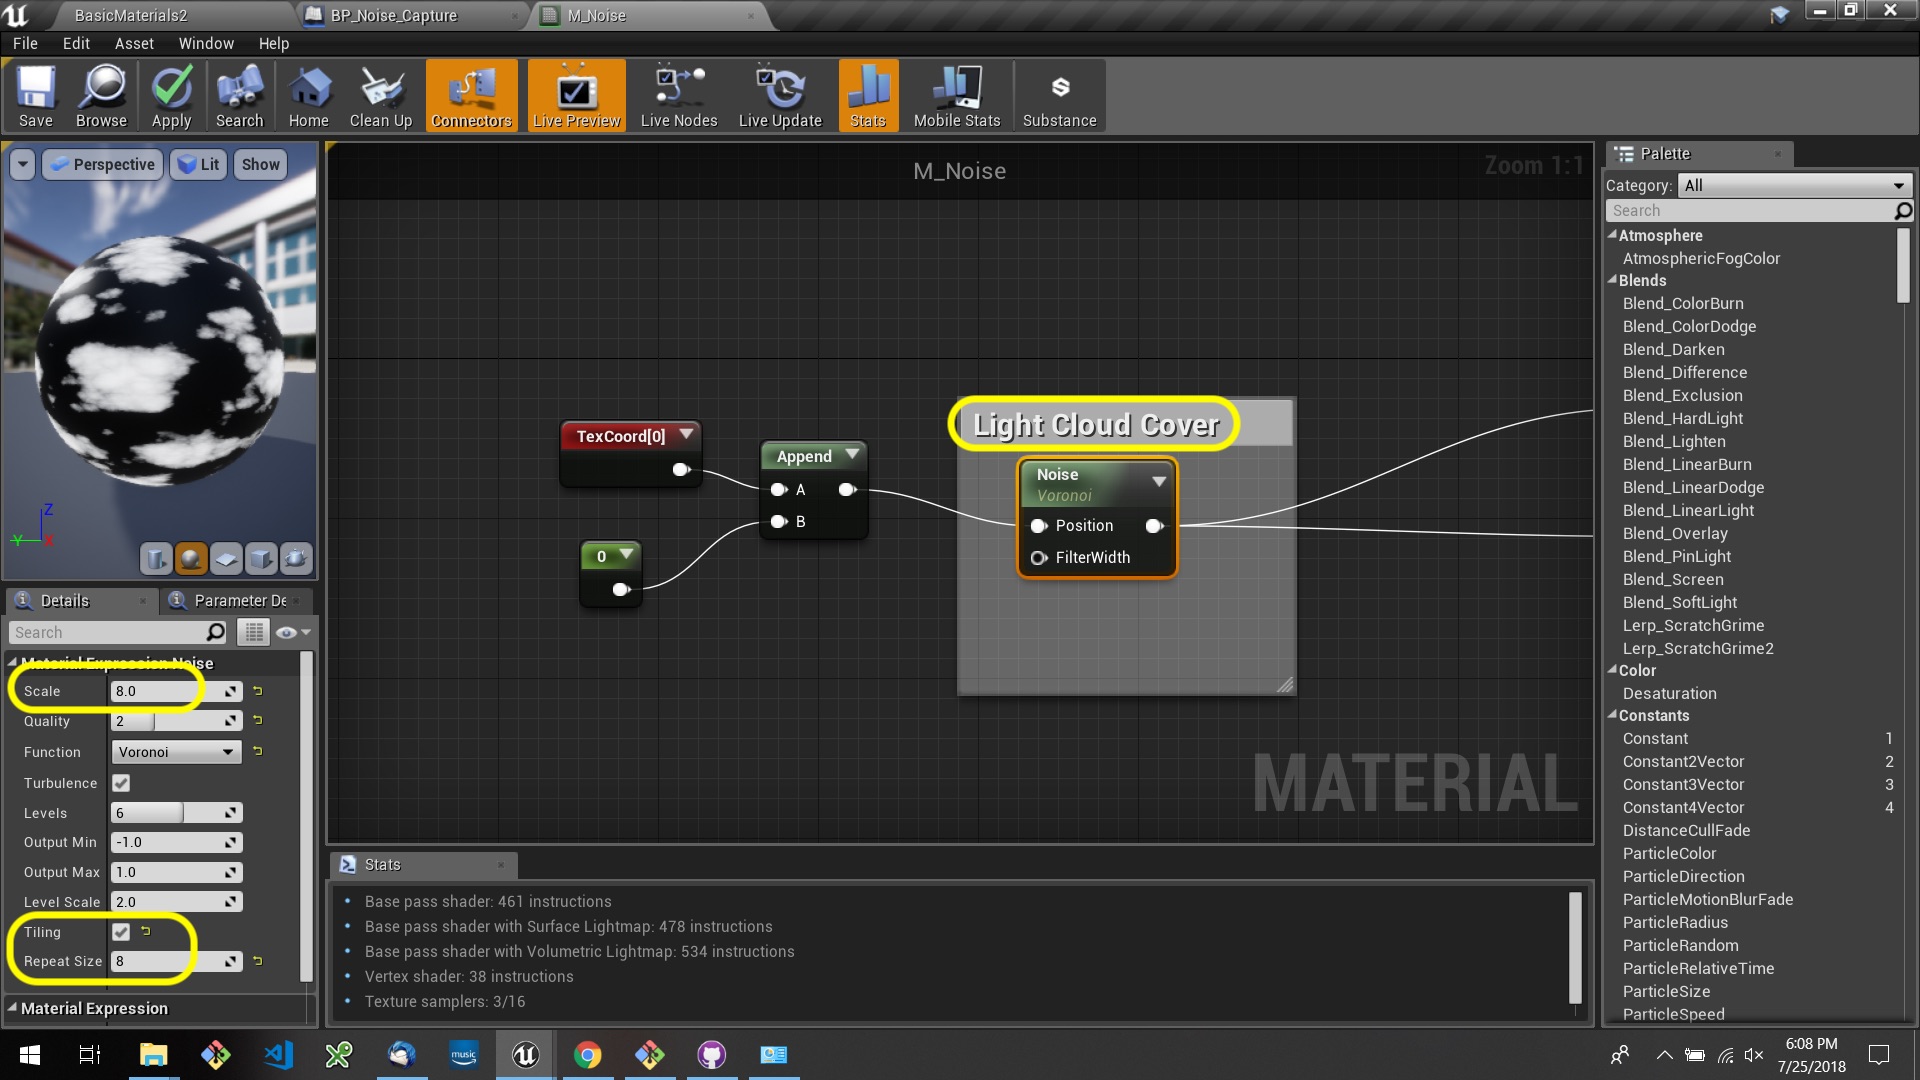 BasicMaterials2
BP_Noise_Capture
M_Noise
File Edit Asset Window Help
Save Browse Apply Search Home Clean Up Connectors Live Preview Live Nodes Live Update Stats Mobile Stats Substance
Perspective Lit Show
Z
Y X
M_Noise
Zoom 1:1
TexCoord[0]
Append
A
B
0
Light Cloud Cover
Noise
Voronoi
Position
FilterWidth
MATERIAL
Details
Parameter De
Search
Material Expression Noise
Scale 8.0
Quality 2
Function Voronoi
Turbulence
Levels 6
Output Min -1.0
Output Max 1.0
Level Scale 2.0
Tiling
Repeat Size 8
Material Expression
Stats
Base pass shader: 461 instructions
Base pass shader with Surface Lightmap: 478 instructions
Base pass shader with Volumetric Lightmap: 534 instructions
Vertex shader: 38 instructions
Texture samplers: 3/16
Palette
Category: All
Search
Atmosphere
AtmosphericFogColor
Blends
Blend_ColorBurn
Blend_ColorDodge
Blend_Darken
Blend_Difference
Blend_Exclusion
Blend_HardLight
Blend_Lighten
Blend_LinearBurn
Blend_LinearDodge
Blend_LinearLight
Blend_Overlay
Blend_PinLight
Blend_Screen
Blend_SoftLight
Lerp_ScratchGrime
Lerp_ScratchGrime2
Color
Desaturation
Constants
Constant 1
Constant2Vector 2
Constant3Vector 3
Constant4Vector 4
DistanceCullFade
ParticleColor
ParticleDirection
ParticleMotionBlurFade
ParticleRadius
ParticleRandom
ParticleRelativeTime
ParticleSize
ParticleSpeed
music
6:08 PM
7/25/2018